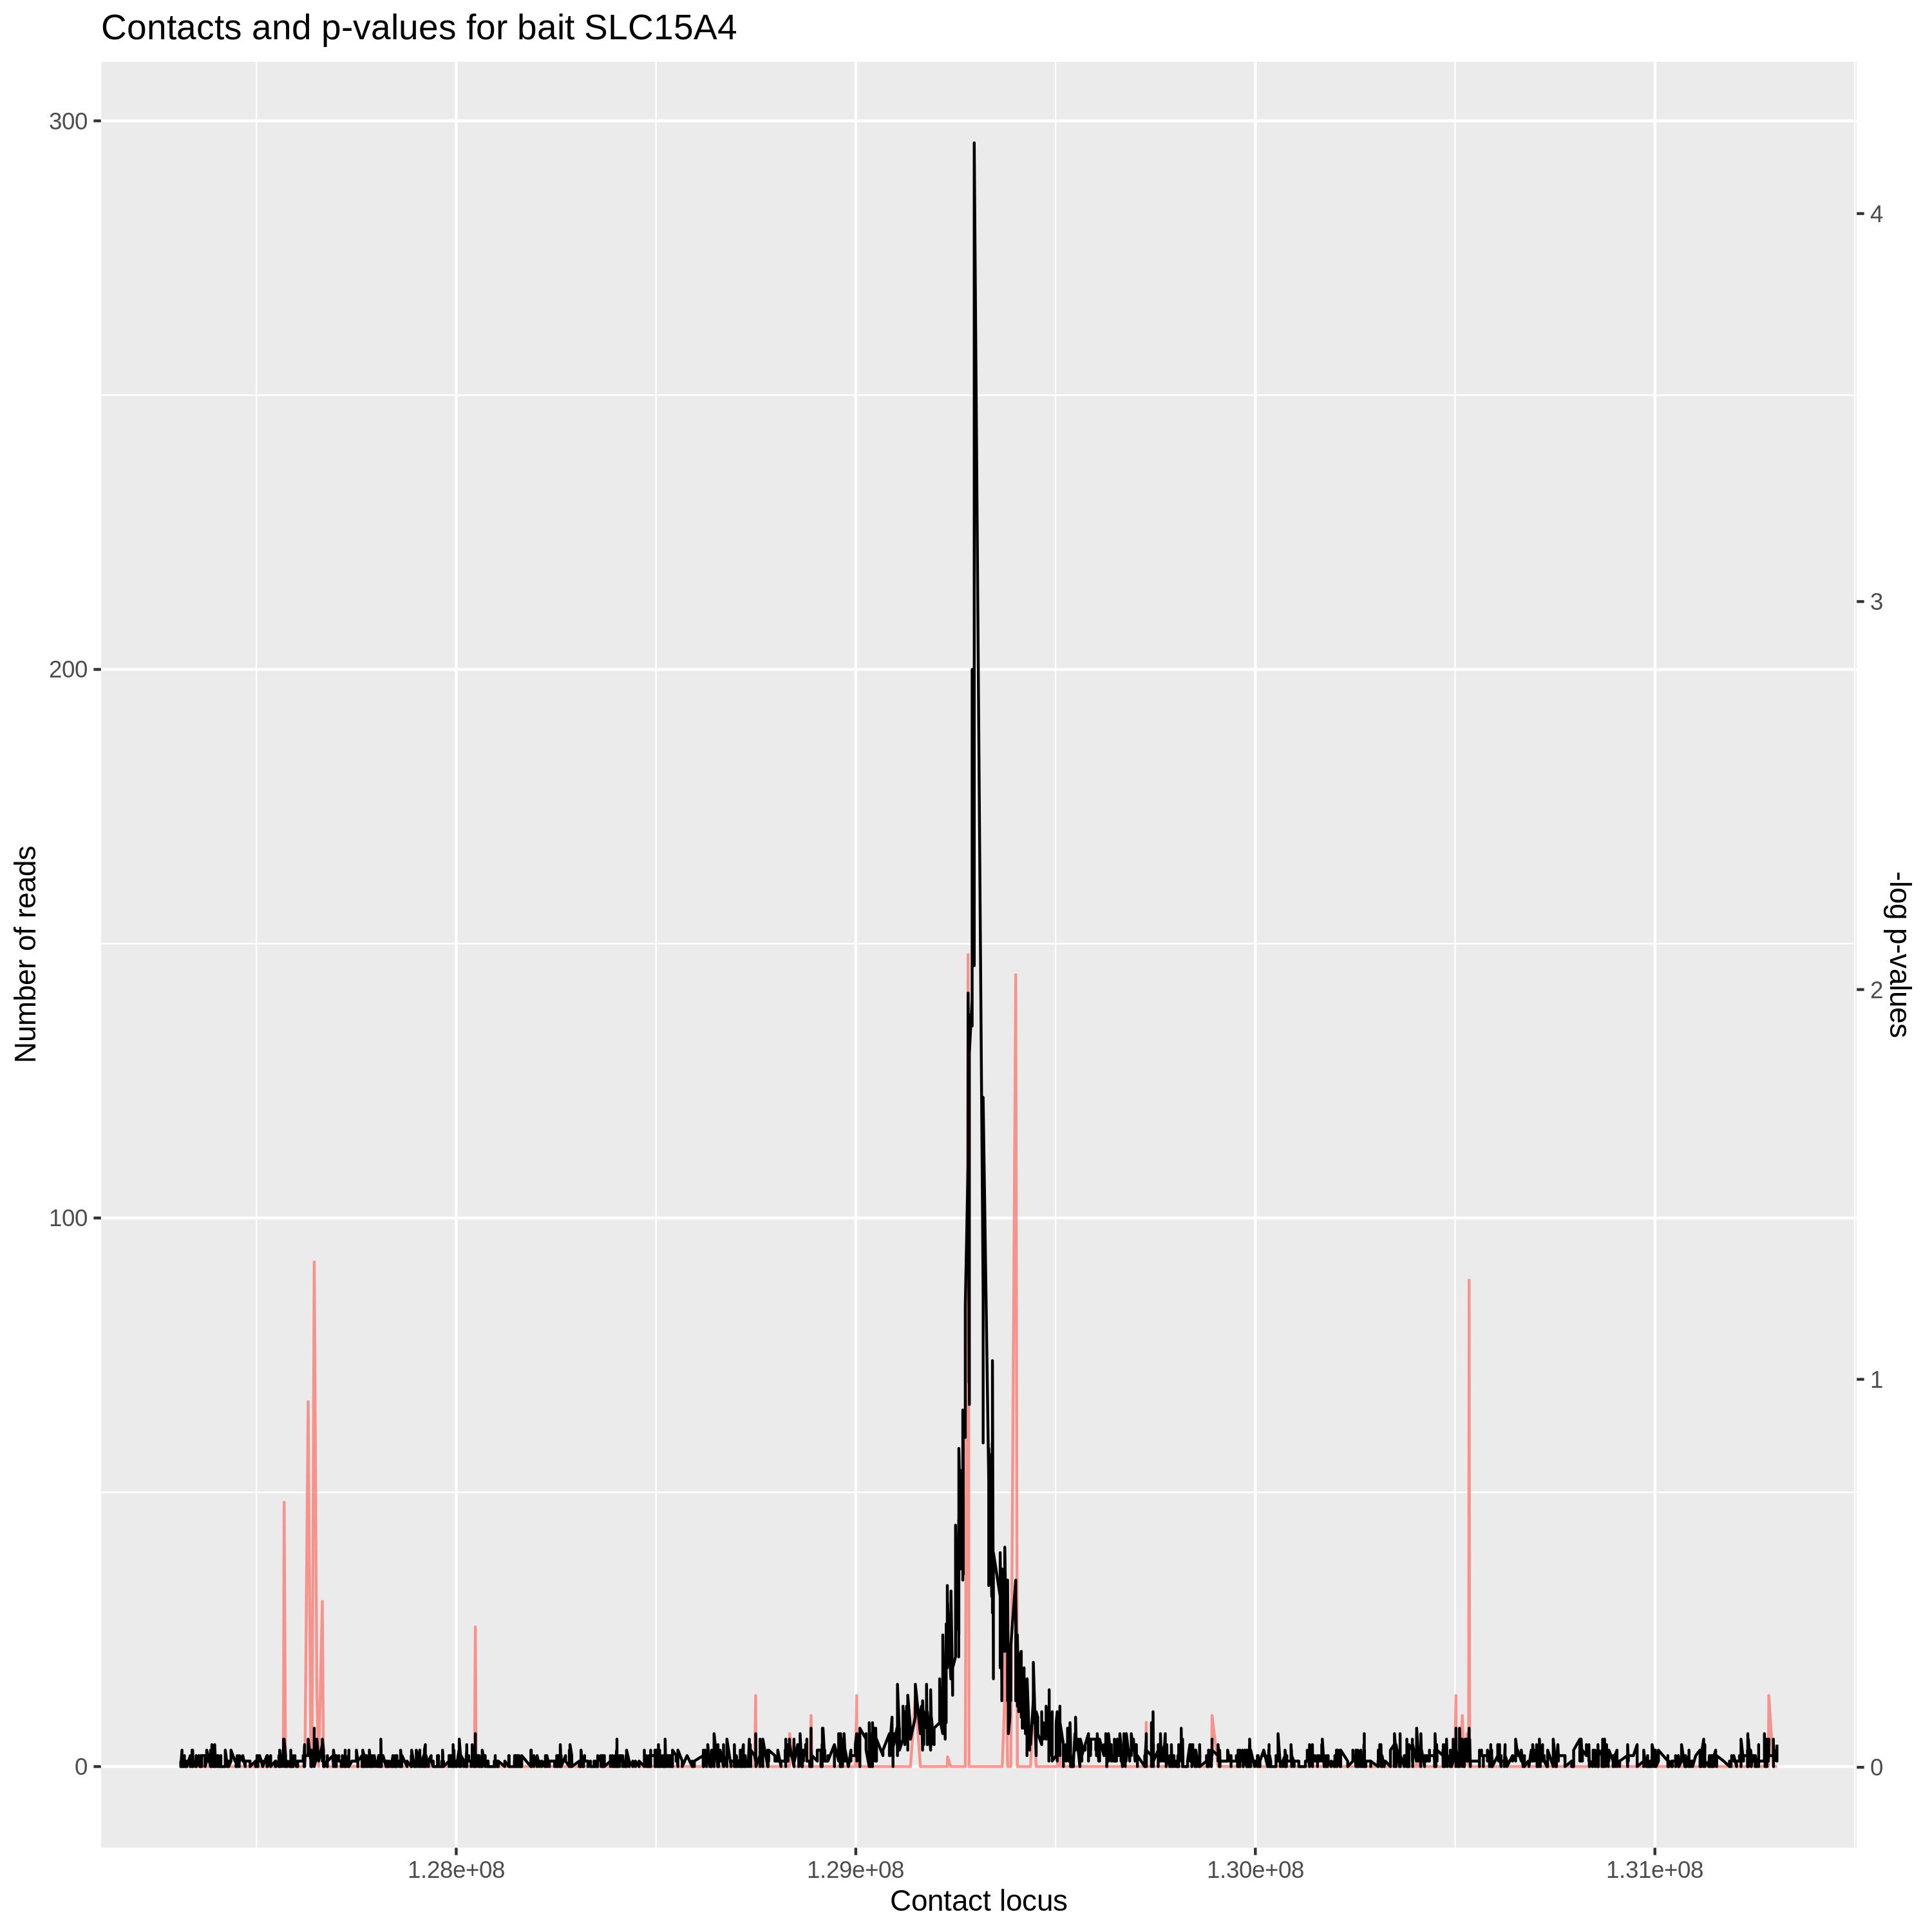 Contacts and p-values for bait SLC15A4
300
200
100
0
Number of reads
4
3
2
1
0
-log p-values
1.28e+08
1.29e+08
1.30e+08
1.31e+08
Contact locus